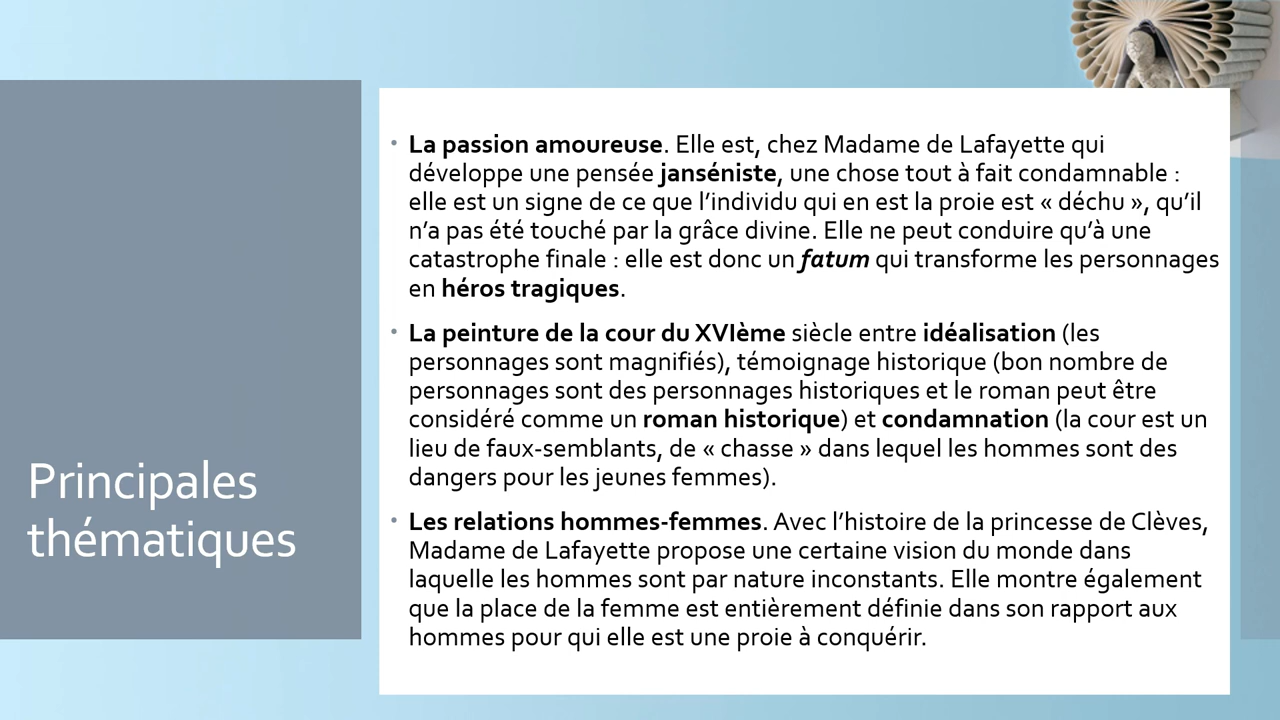 Principales
thématiques
• La passion amoureuse. Elle est, chez Madame de Lafayette qui
développe une pensée janséniste, une chose tout à fait condamnable :
elle est un signe de ce que l’individu qui en est la proie est « déchu », qu’il
n’a pas été touché par la grâce divine. Elle ne peut conduire qu’à une
catastrophe finale : elle est donc un fatum qui transforme les personnages
en héros tragiques.
• La peinture de la cour du XVIème siècle entre idéalisation (les
personnages sont magnifiés), témoignage historique (bon nombre de
personnages sont des personnages historiques et le roman peut être
considéré comme un roman historique) et condamnation (la cour est un
lieu de faux-semblants, de « chasse » dans lequel les hommes sont des
dangers pour les jeunes femmes).
• Les relations hommes-femmes. Avec l’histoire de la princesse de Clèves,
Madame de Lafayette propose une certaine vision du monde dans
laquelle les hommes sont par nature inconstants. Elle montre également
que la place de la femme est entièrement définie dans son rapport aux
hommes pour qui elle est une proie à conquérir.